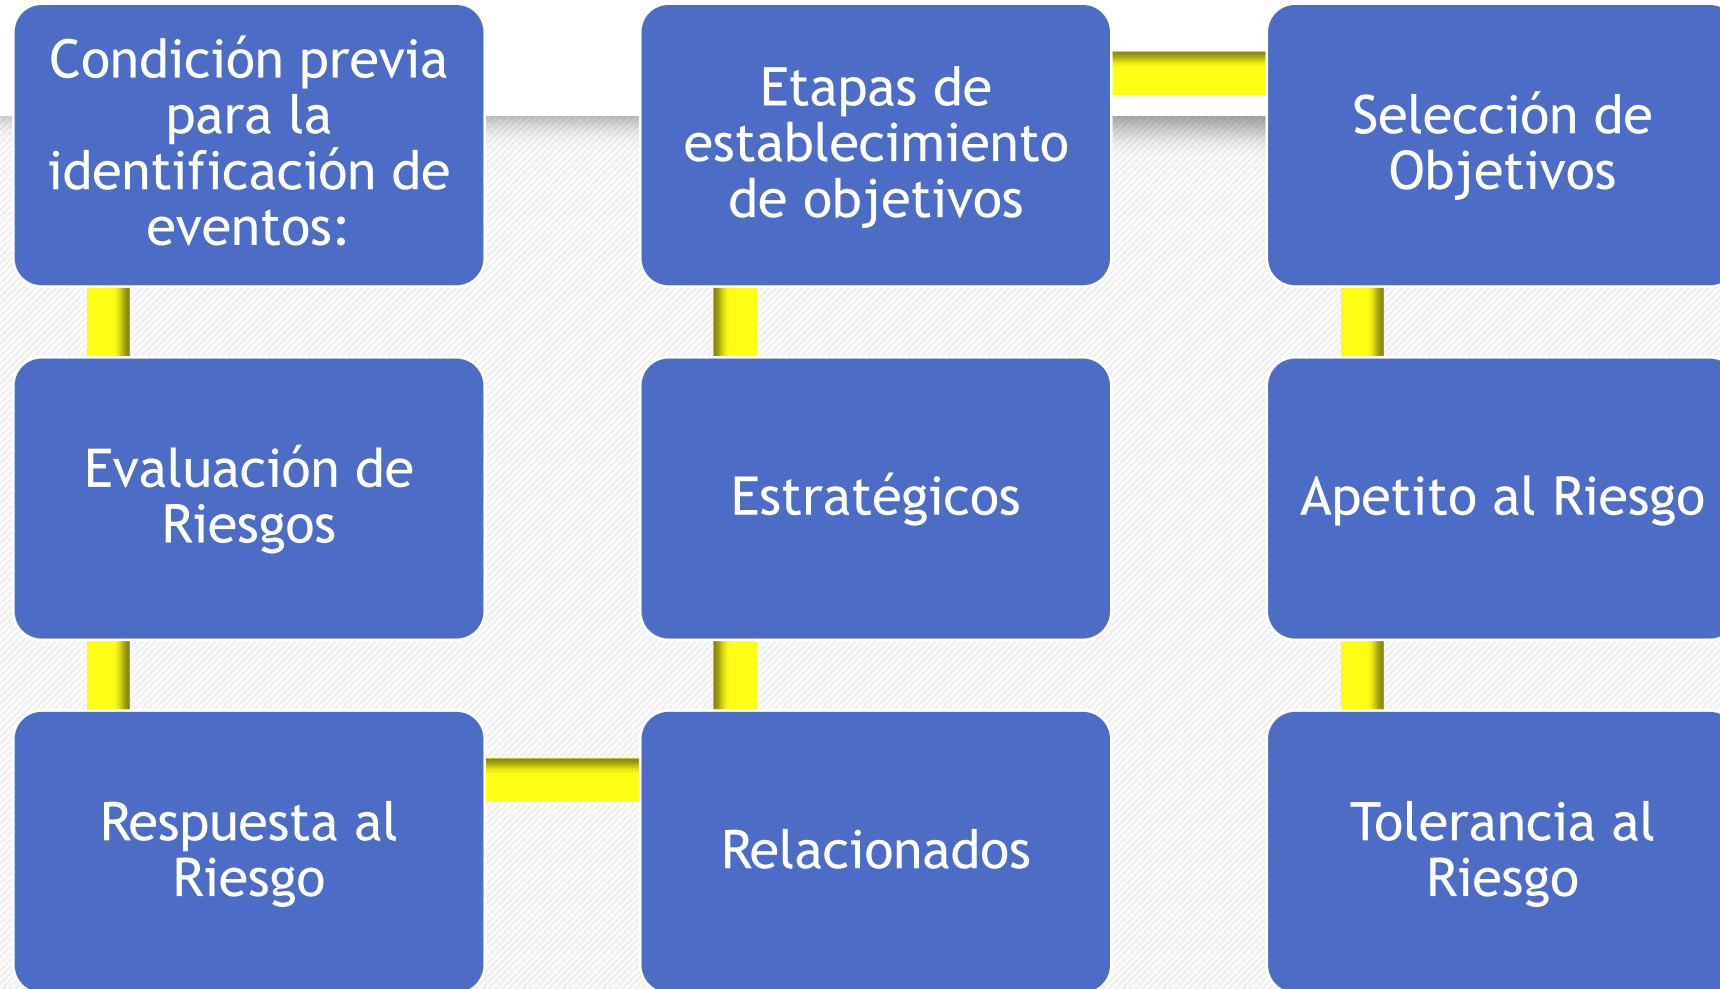 Condición previa
para la
identificación de
eventos:
Evaluación de
Riesgos
Respuesta al
Riesgo
Relacionados
Estratégicos
Etapas de
establecimiento
de objetivos
Selección de
Objetivos
Apetito al Riesgo
Tolerancia al
Riesgo